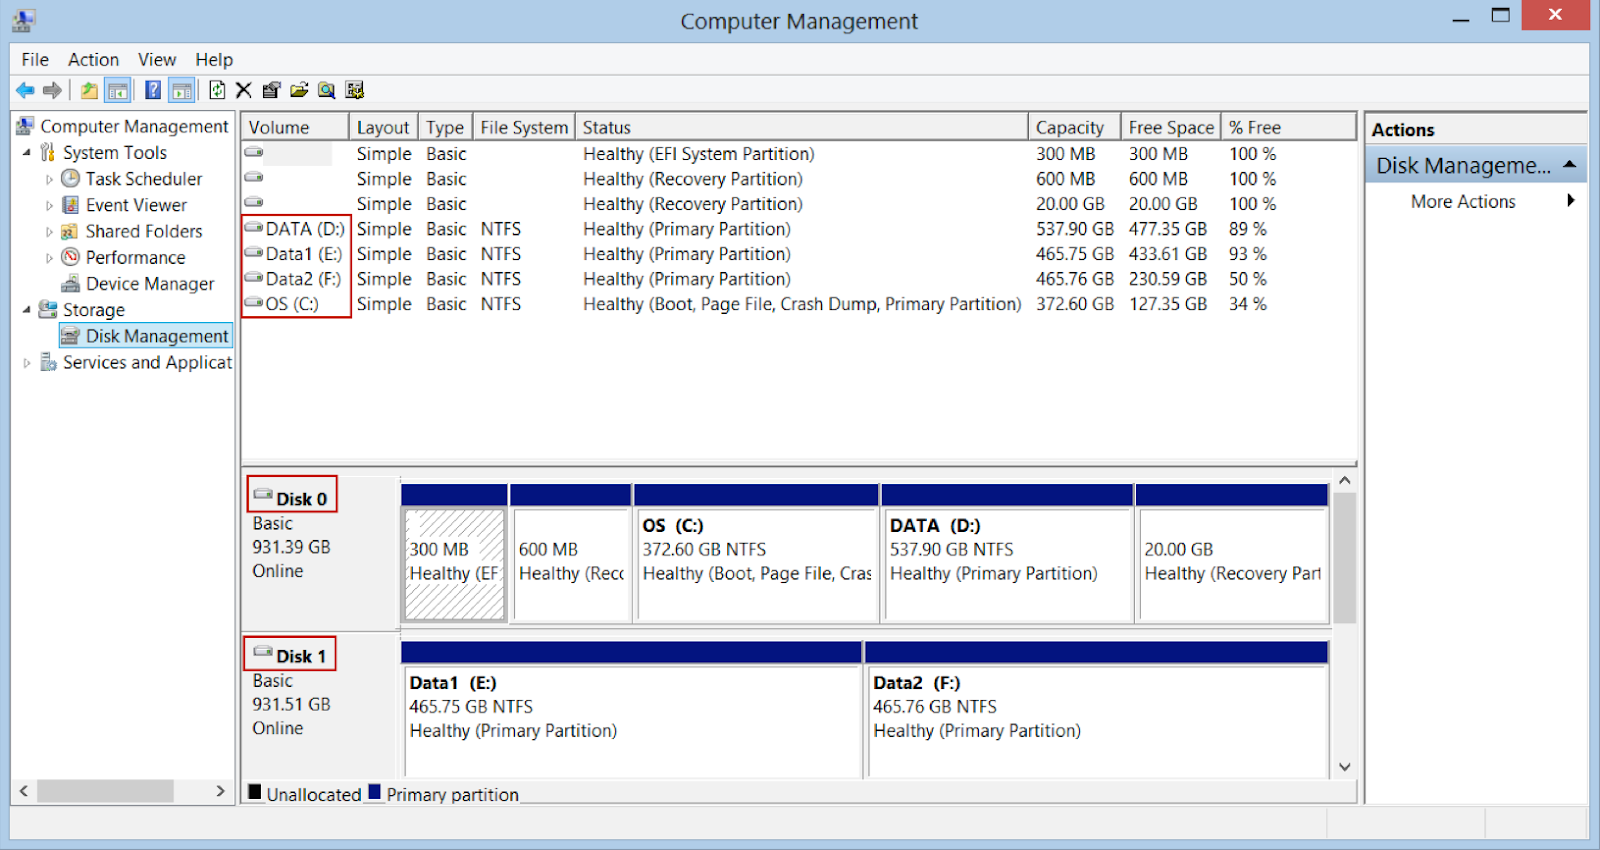 Computer Management
File Action View Help
Computer Management
System Tools
Task Scheduler
Event Viewer
Shared Folders
Performance
Device Manager
Storage
Disk Management
Services and Applicat
Volume Layout Type File System Status Capacity Free Space % Free
Simple Basic Healthy (EFI System Partition) 300 MB 300 MB 100 %
Simple Basic Healthy (Recovery Partition) 600 MB 600 MB 100 %
Simple Basic Healthy (Recovery Partition) 20.00 GB 20.00 GB 100 %
DATA (D:) Simple Basic NTFS Healthy (Primary Partition) 537.90 GB 477.35 GB 89 %
Data1 (E:) Simple Basic NTFS Healthy (Primary Partition) 465.75 GB 433.61 GB 93 %
Data2 (F:) Simple Basic NTFS Healthy (Primary Partition) 465.76 GB 230.59 GB 50 %
OS (C:) Simple Basic NTFS Healthy (Boot, Page File, Crash Dump, Primary Partition) 372.60 GB 127.35 GB 34 %
Disk 0
Basic
931.39 GB
Online
300 MB
Healthy (EF
600 MB
Healthy (Recc
OS (C:)
372.60 GB NTFS
Healthy (Boot, Page File, Cras
DATA (D:)
537.90 GB NTFS
Healthy (Primary Partition)
20.00 GB
Healthy (Recovery Part
Disk 1
Basic
931.51 GB
Online
Data1 (E:)
465.75 GB NTFS
Healthy (Primary Partition)
Data2 (F:)
465.76 GB NTFS
Healthy (Primary Partition)
Unallocated Primary partition
Actions
Disk Manageme...
More Actions